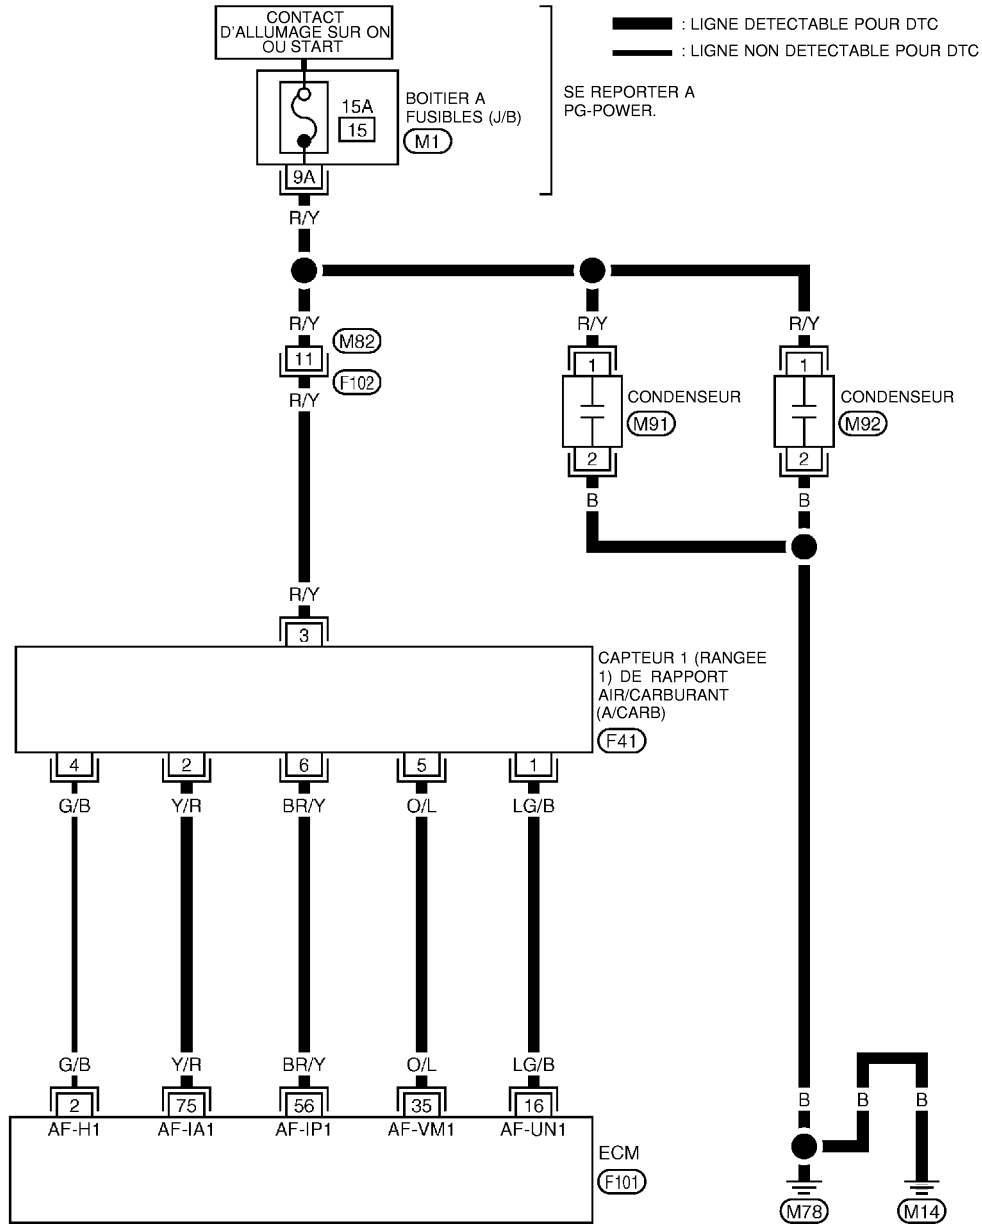 CONTACT
D'ALLUMAGE SUR ON
OU START
: LIGNE DETECTABLE POUR DTC
: LIGNE NON DETECTABLE POUR DTC
SE REPORTER A
PG-POWER.
15A
15
BOITIER A
FUSIBLES (J/B)
M1
9A
R/Y
R/Y
R/Y
R/Y
M82
11
F102
R/Y
1
1
CONDENSEUR
M91
CONDENSEUR
M92
2
2
B
B
R/Y
3
CAPTEUR 1 (RANGEE
1) DE RAPPORT
AIR/CARBURANT
(A/CARB)
F41
4
2
6
5
1
G/B
Y/R
BR/Y
O/L
LG/B
G/B
Y/R
BR/Y
O/L
LG/B
2
75
56
35
16
B
B
B
AF-H1
AF-IA1
AF-IP1
AF-VM1
AF-UN1
ECM
F101
M78
M14